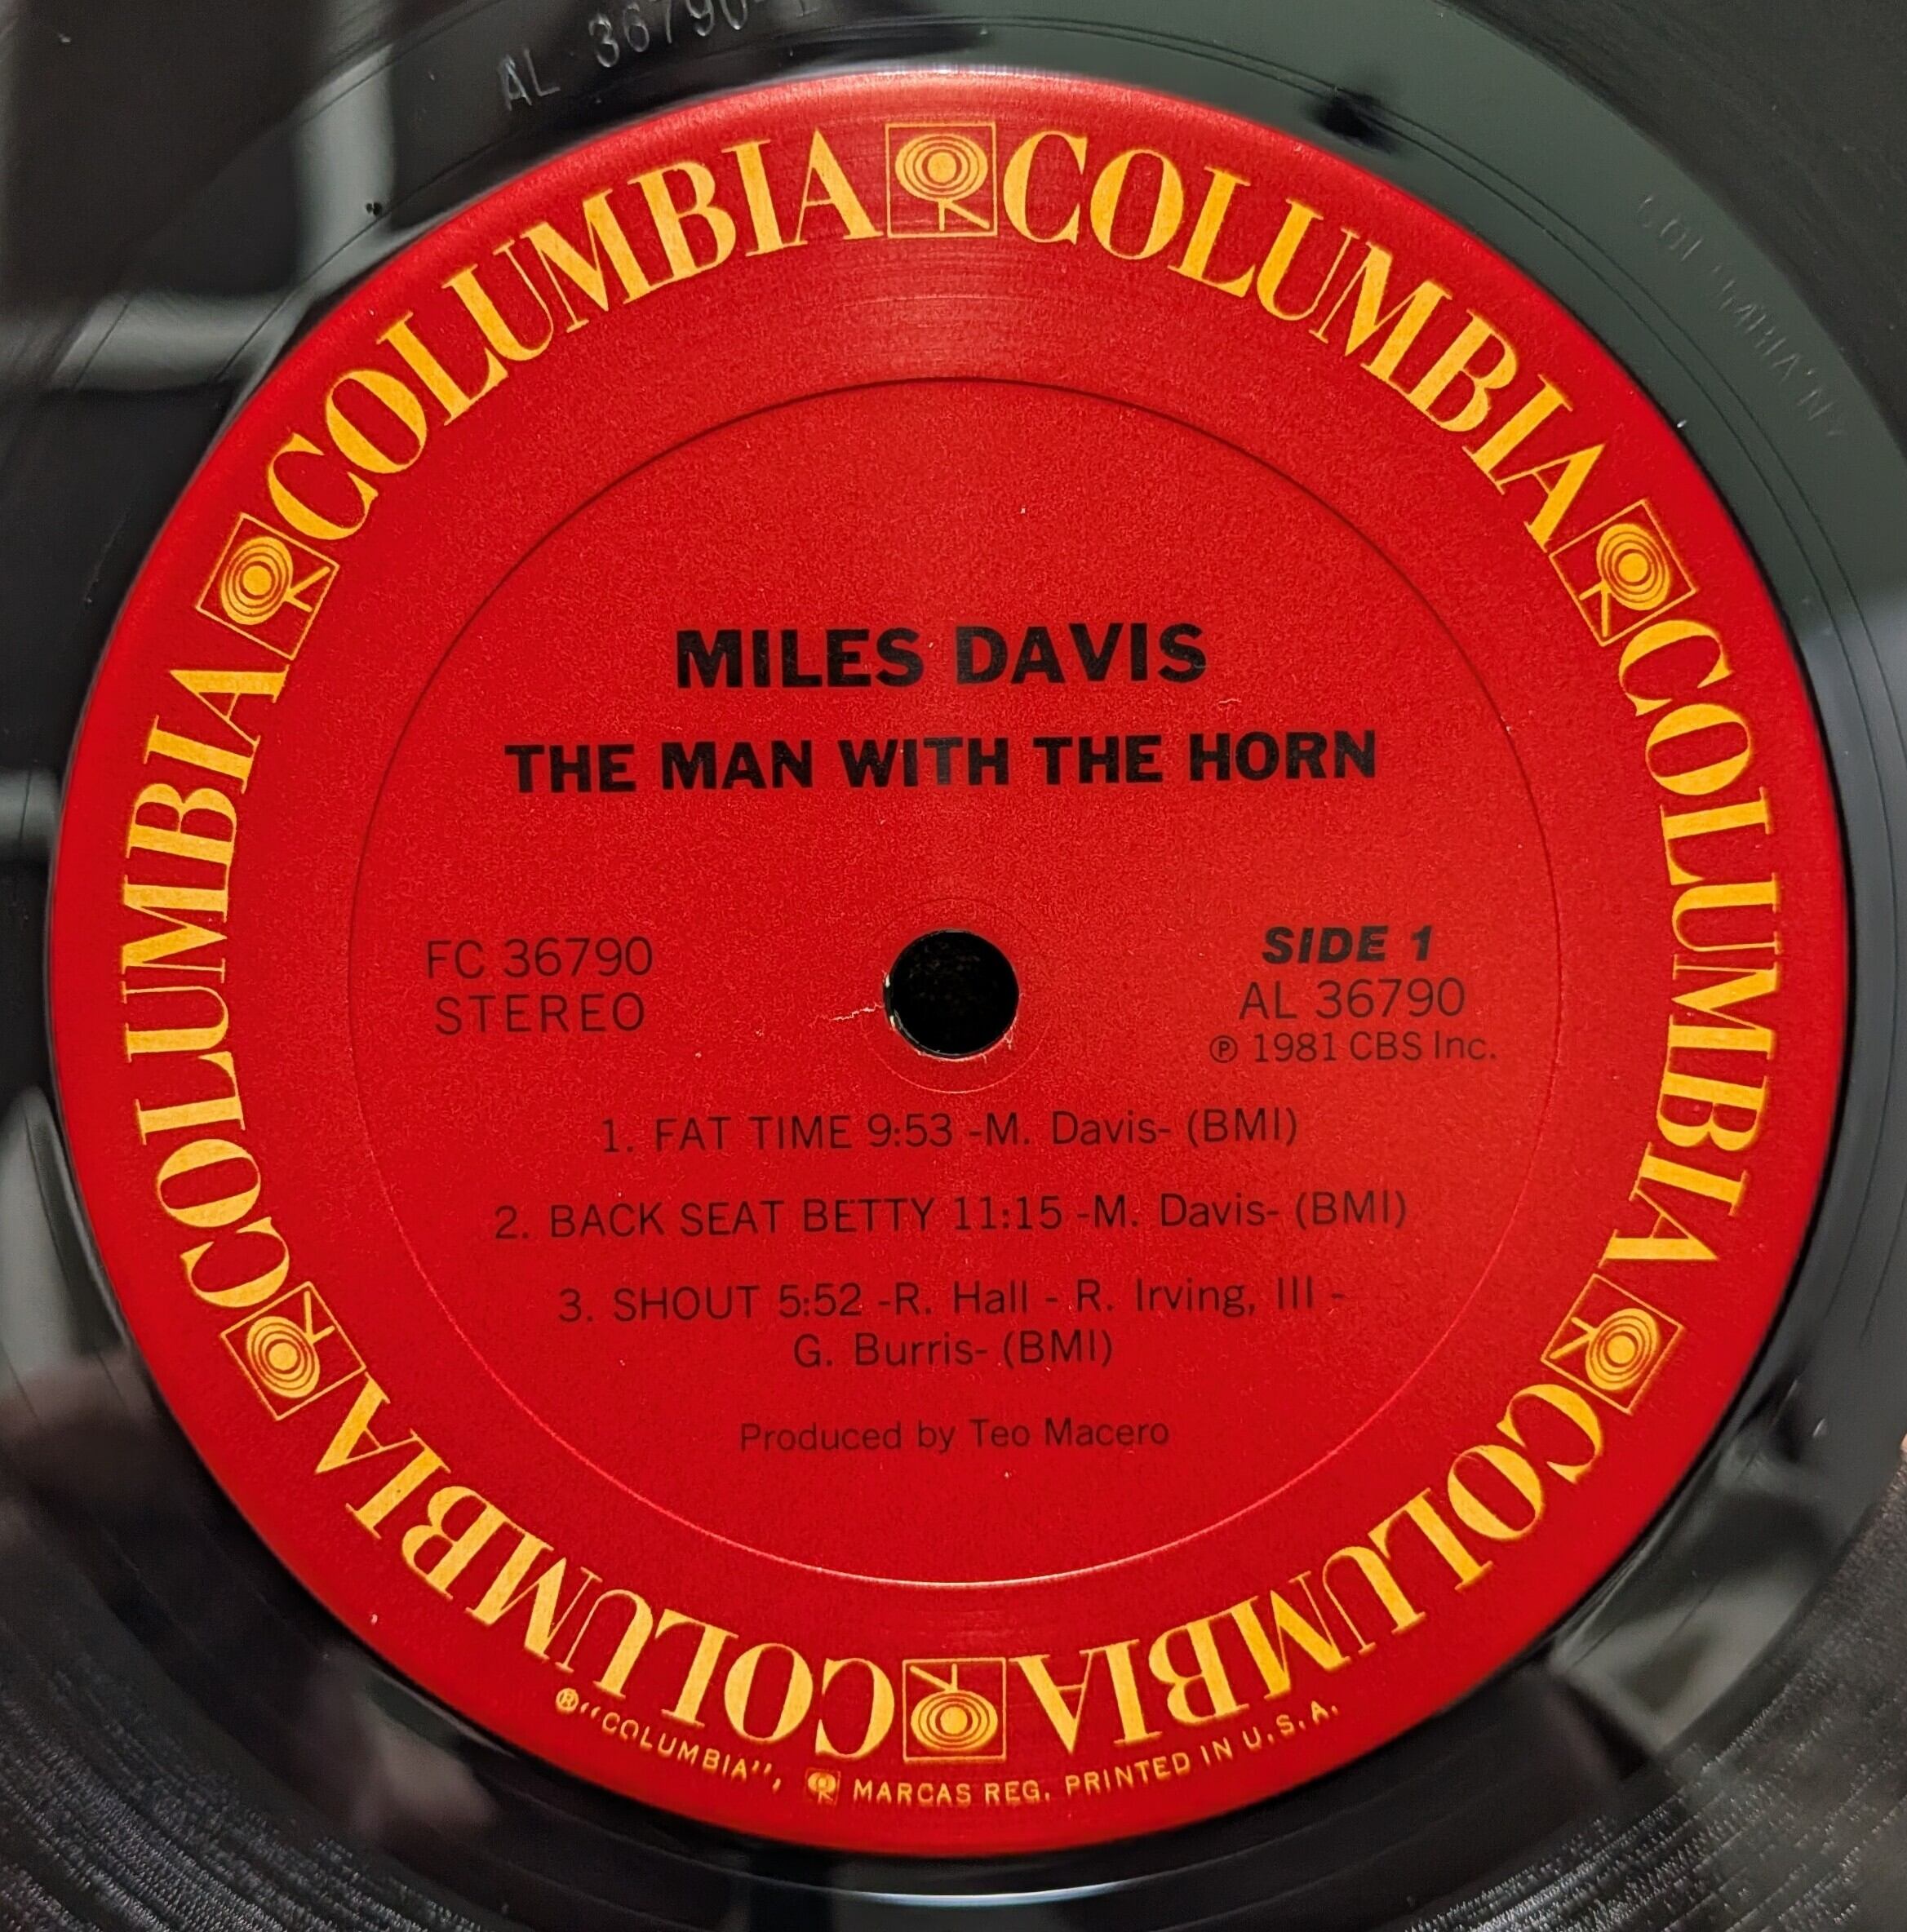 AL 36790-1
COLUMBIA COLUMBIA COLUMBIA COLUMBIA COLUMBIA COLUMBIA
MILES DAVIS
THE MAN WITH THE HORN
FC 36790
STEREO
SIDE 1
AL 36790
℗ 1981 CBS Inc.
1. FAT TIME 9:53 -M. Davis- (BMI)
2. BACK SEAT BETTY 11:15 -M. Davis- (BMI)
3. SHOUT 5:52 -R. Hall - R. Irving, III -
G. Burris- (BMI)
Produced by Teo Macero
® "COLUMBIA", MARCAS REG. PRINTED IN U.S.A.
COLUMBIA NY